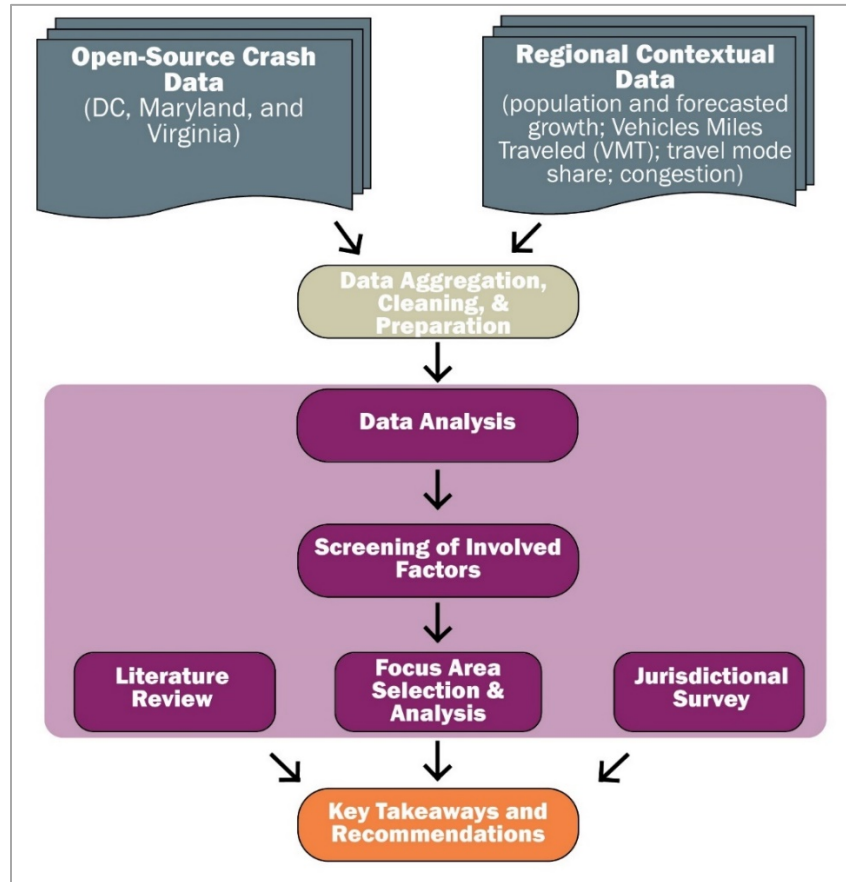 Open-Source Crash
Data
(DC, Maryland, and
Virginia)
Regional Contextual
Data
(population and forecasted
growth; Vehicles Miles
Traveled (VMT); travel mode
share; congestion)
Data Aggregation,
Cleaning, &
Preparation
Data Analysis
Screening of Involved
Factors
Literature
Review
Focus Area
Selection &
Analysis
Jurisdictional
Survey
Key Takeaways and
Recommendations